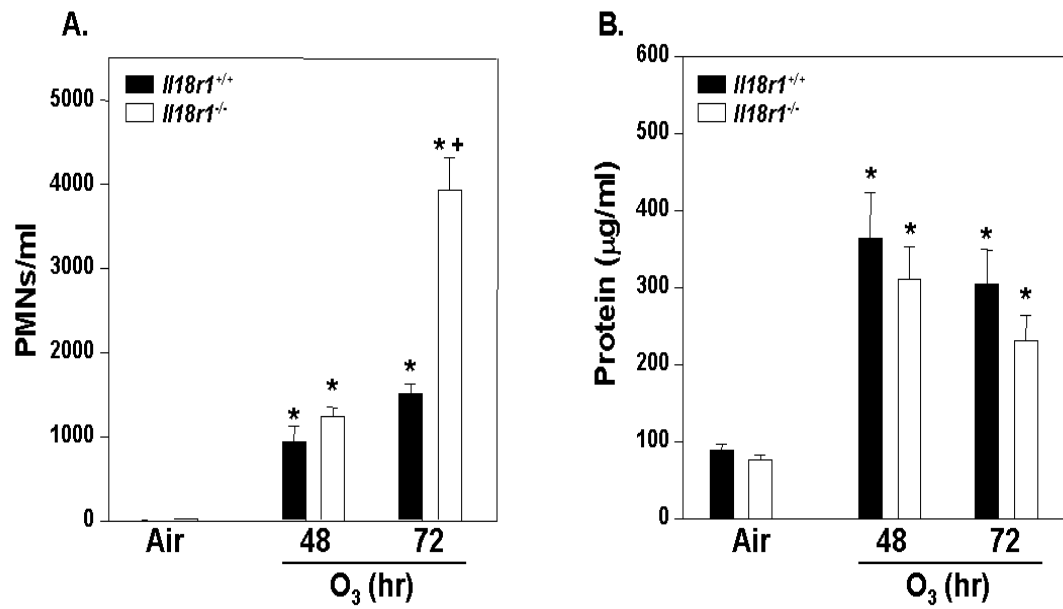 A.
5000
4000
3000
2000
1000
0
PMNs/ml
Il18r1+/+
Il18r1-/-
* *
* * +
Air 48 72
O3 (hr)
B.
600
500
400
300
200
100
0
Protein (µg/ml)
Il18r1+/+
Il18r1-/-
* *
* *
Air 48 72
O3 (hr)